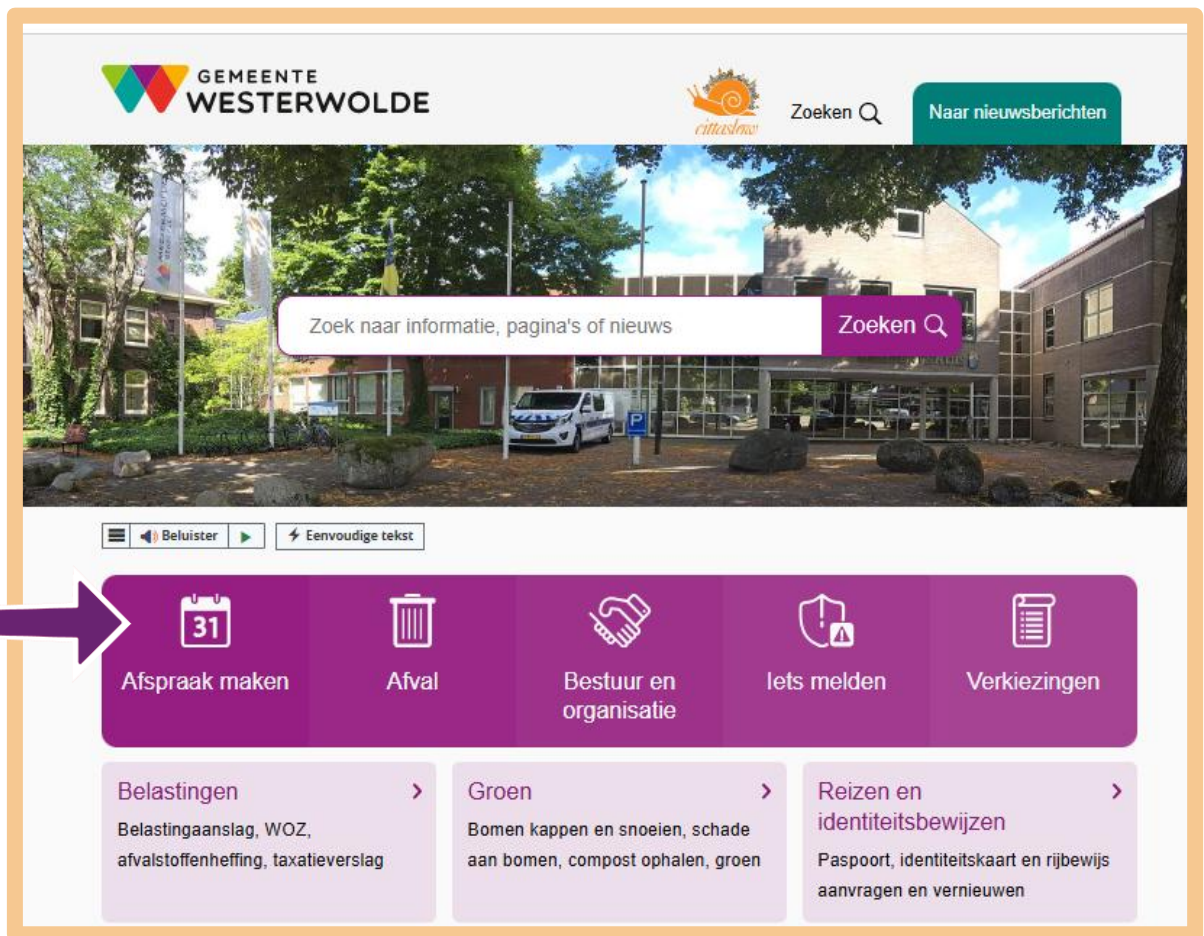 GEMEENTE
WESTERWOLDE
cittaslow
Zoeken
Naar nieuwsberichten
Zoek naar informatie, pagina's of nieuws
Zoeken
P
Beluister
Eenvoudige tekst
31
Afspraak maken
Afval
Bestuur en
organisatie
Iets melden
Verkiezingen
Belastingen
Belastingaanslag, WOZ,
afvalstoffenheffing, taxatieverslag
Groen
Bomen kappen en snoeien, schade
aan bomen, compost ophalen, groen
Reizen en
identiteitsbewijzen
Paspoort, identiteitskaart en rijbewijs
aanvragen en vernieuwen